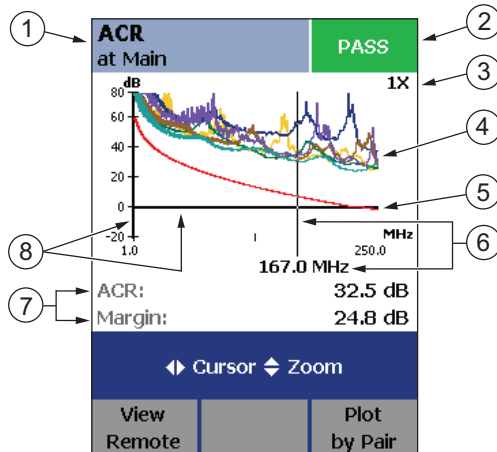 1
ACR
at Main
PASS
2
1X
3
dB
80
60
40
20
0
-20
4
5
6
8
MHz
1.0
250.0
167.0 MHz
7
ACR:
32.5 dB
Margin:
24.8 dB
Cursor
Zoom
View
Remote
Plot
by Pair